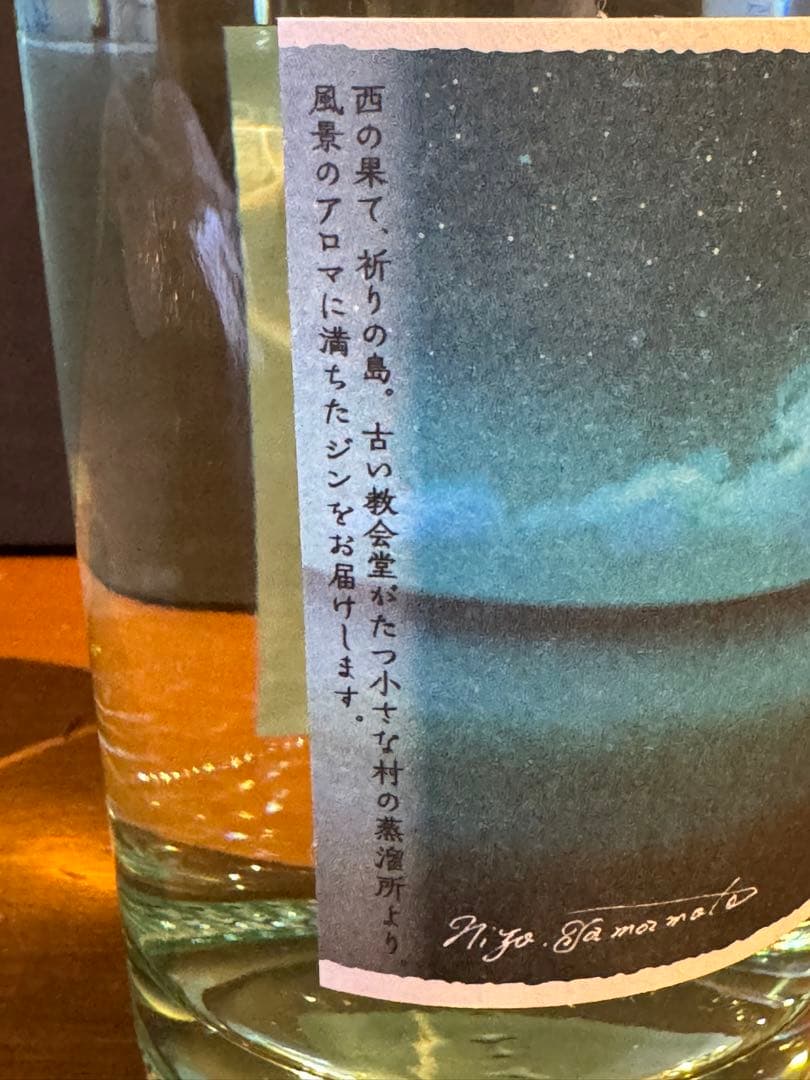 西の果て、祈りの島。古い教会堂がたつ小さな村の蒸溜所より。
風景のアロマに満ちたジンをお届けします。
Nizo. Yamamoto